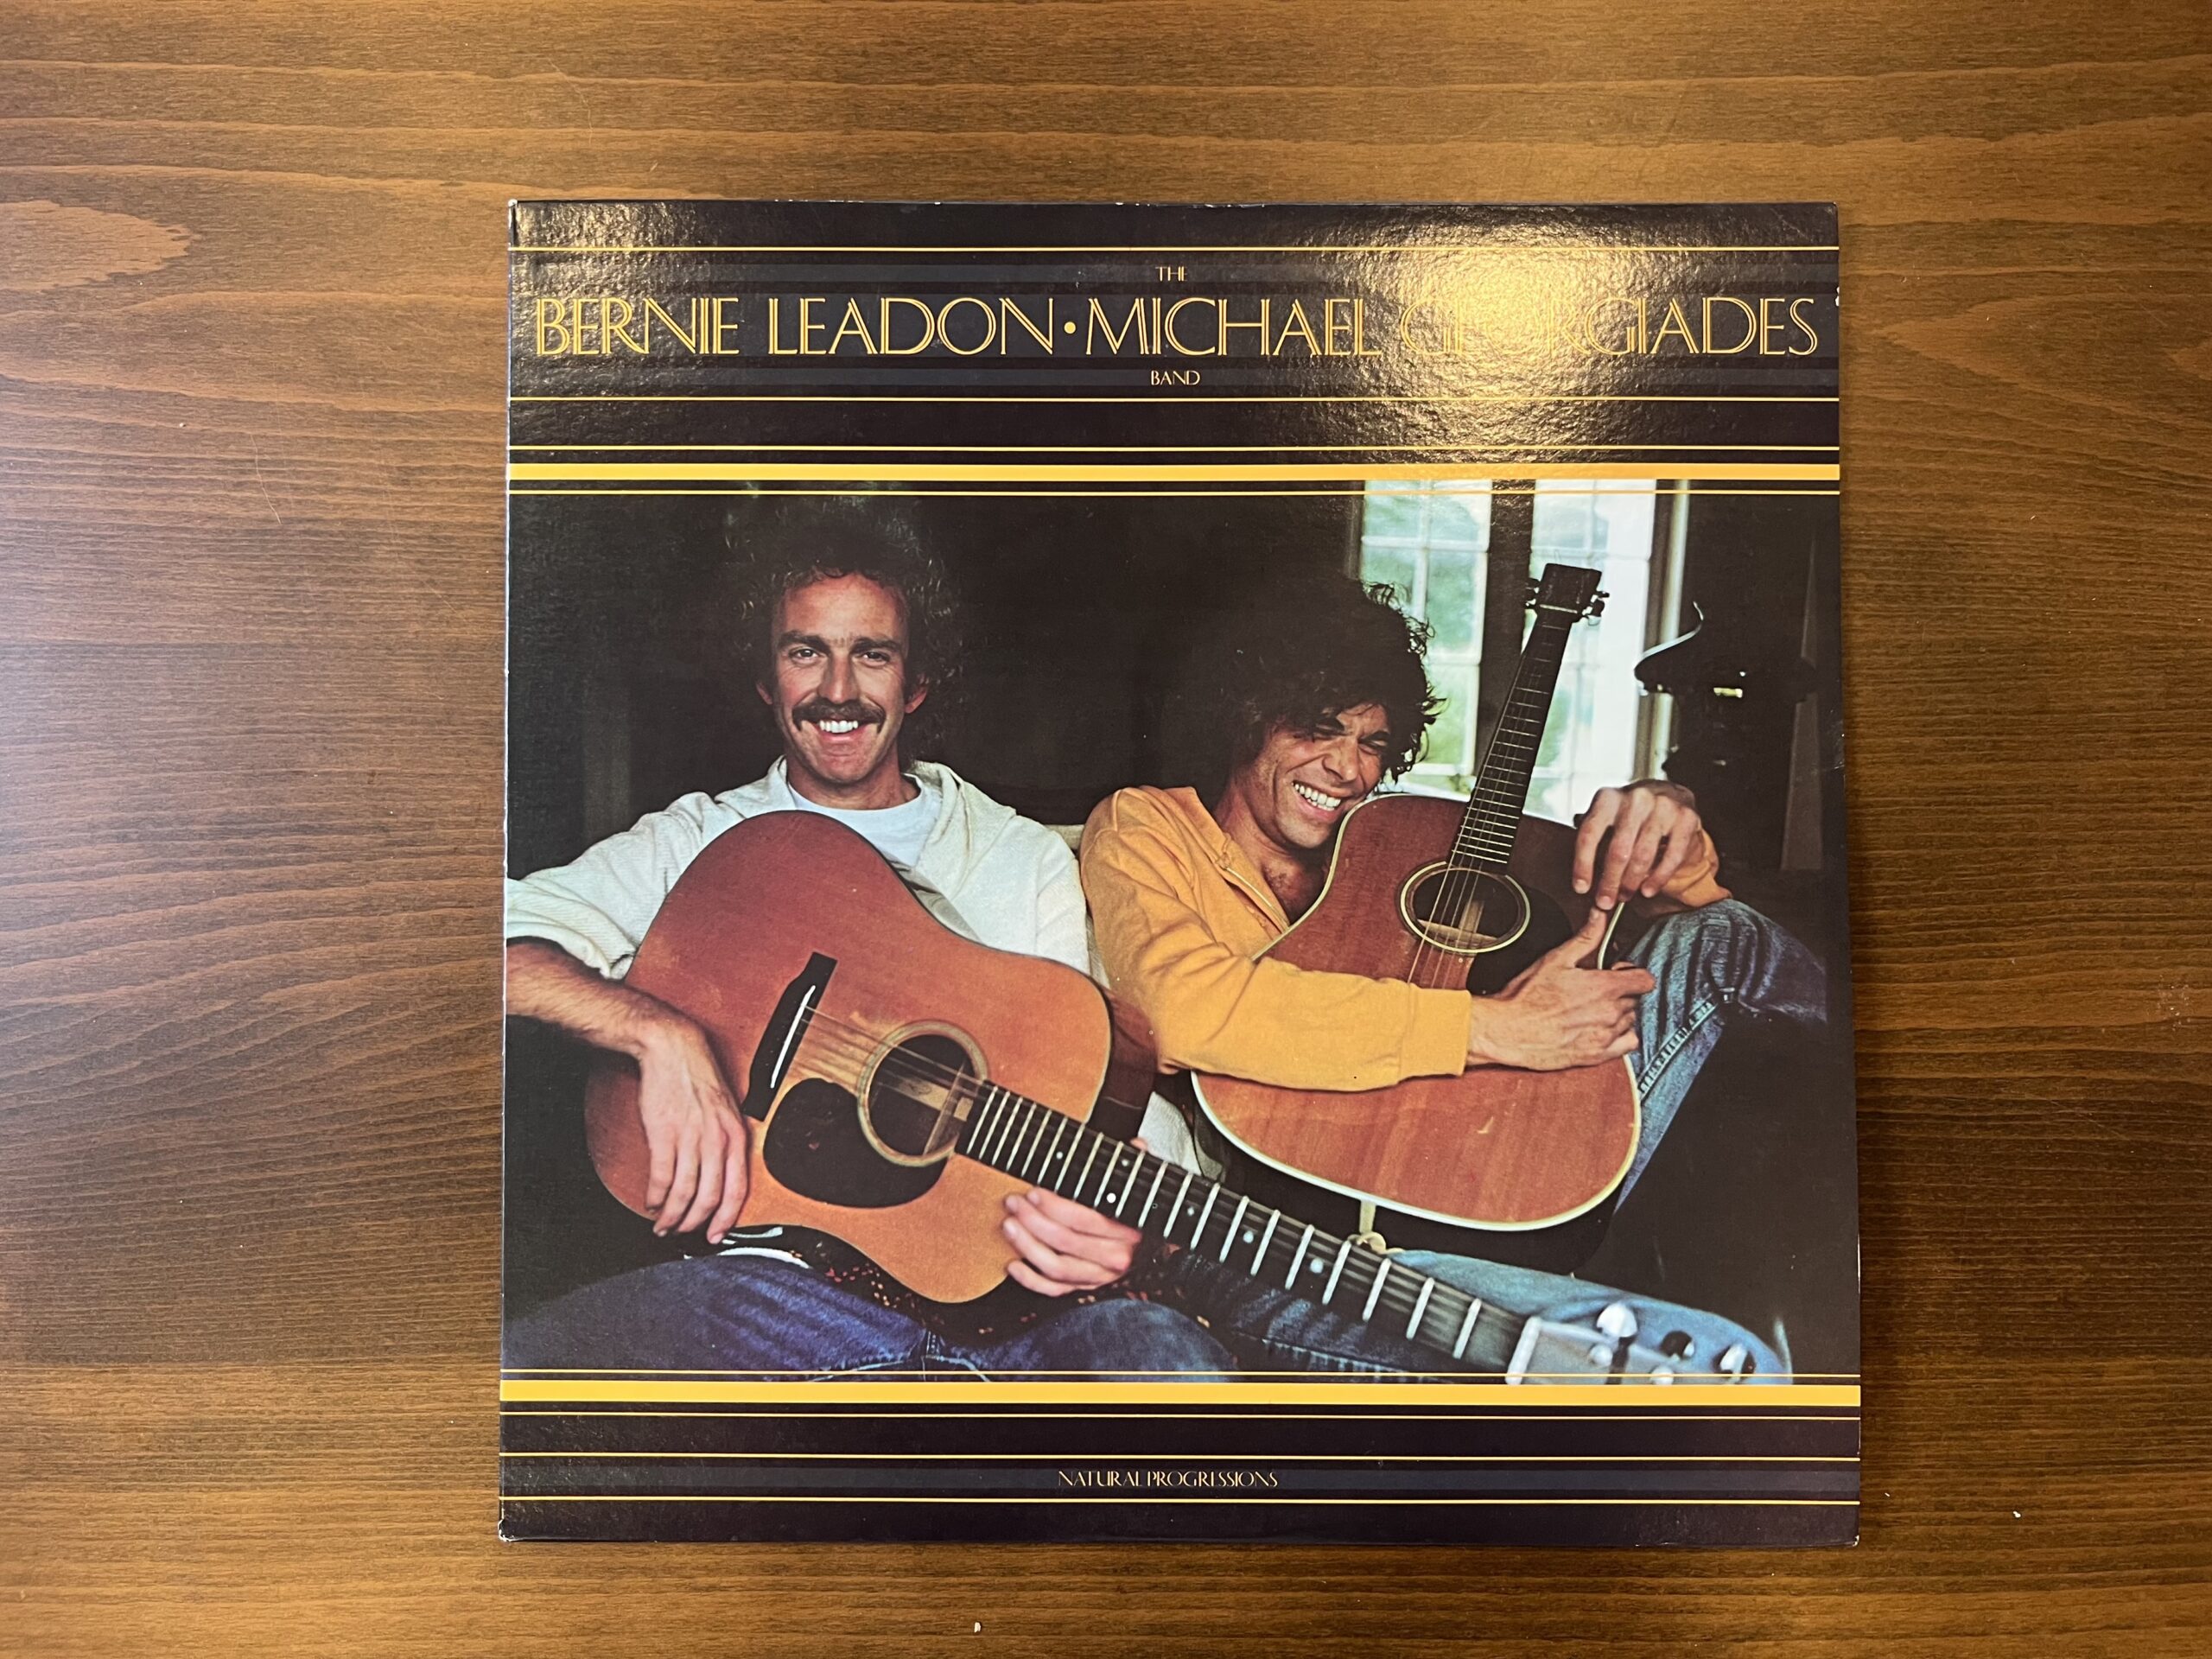 THE
BERNIE LEADON • MICHAEL GEORGIADES
BAND
NATURAL PROGRESSIONS